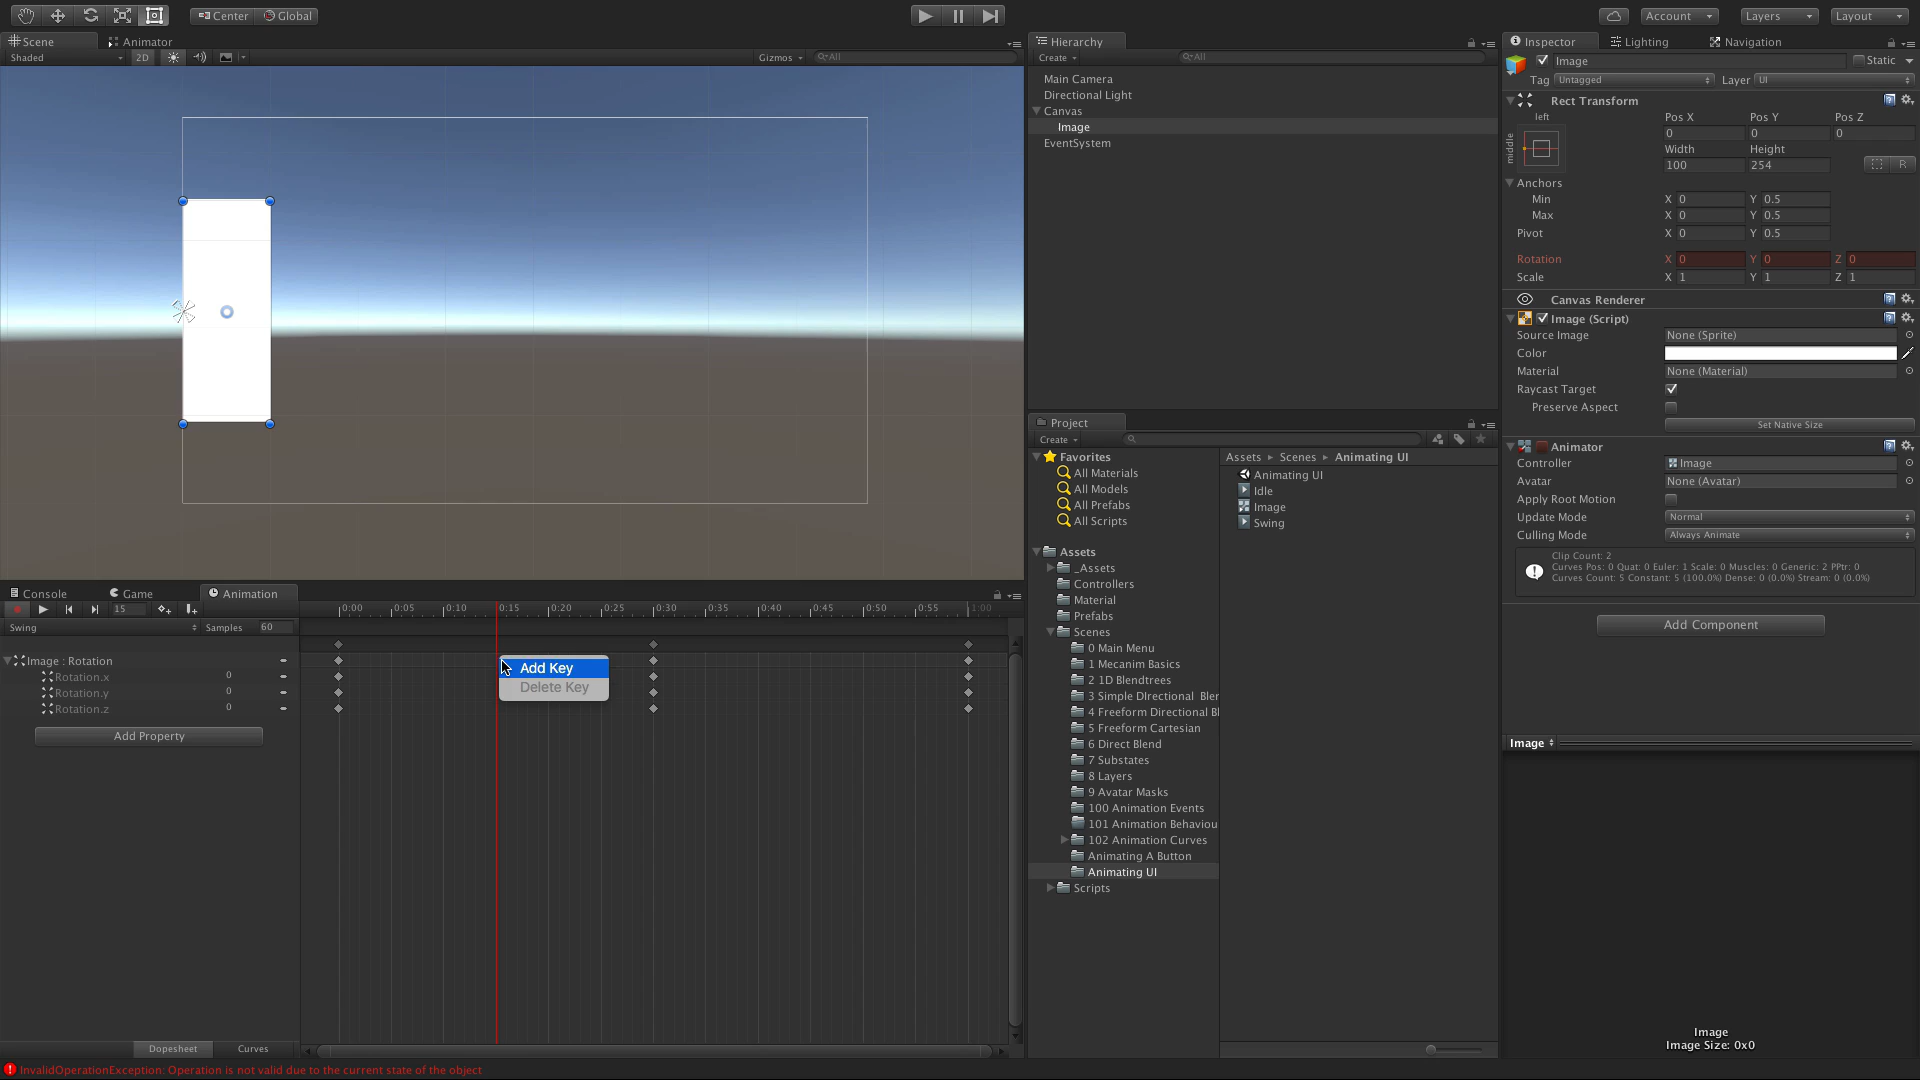 Center Global
Account Layers Layout
Scene Animator
Shaded 2D Gizmos All
Hierarchy
Create All
Main Camera
Directional Light
Canvas
Image
EventSystem
Inspector Lighting Navigation
Image Static
Tag Untagged Layer UI
Rect Transform
left Pos X Pos Y Pos Z
middle 0 0 0
Width Height
100 254 R
Anchors
Min X 0 Y 0.5
Max X 0 Y 0.5
Pivot X 0 Y 0.5
Rotation X 0 Y 0 Z 0
Scale X 1 Y 1 Z 1
Canvas Renderer
Image (Script)
Source Image None (Sprite)
Color
Material None (Material)
Raycast Target
Preserve Aspect
Set Native Size
Animator
Controller Image
Avatar None (Avatar)
Apply Root Motion
Update Mode Normal
Culling Mode Always Animate
Clip Count: 2
Curves Pos: 0 Quat: 0 Euler: 1 Scale: 0 Muscles: 0 Generic: 2 PPtr: 0
Curves Count: 5 Constant: 5 (100.0%) Dense: 0 (0.0%) Stream: 0 (0.0%)
Add Component
Image
Image
Image Size: 0x0
Project
Create
Favorites
All Materials
All Models
All Prefabs
All Scripts
Assets
_Assets
Controllers
Material
Prefabs
Scenes
0 Main Menu
1 Mecanim Basics
2 1D Blendtrees
3 Simple DIrectional Bler
4 Freeform Directional Bl
5 Freeform Cartesian
6 Direct Blend
7 Substates
8 Layers
9 Avatar Masks
100 Animation Events
101 Animation Behaviou
102 Animation Curves
Animating A Button
Animating UI
Scripts
Assets Scenes Animating UI
Animating UI
Idle
Image
Swing
Console Game Animation
15 0:00 0:05 0:10 0:15 0:20 0:25 0:30 0:35 0:40 0:45 0:50 0:55 1:00
Swing Samples 60
Image : Rotation
Rotation.x 0
Rotation.y 0
Rotation.z 0
Add Property
Add Key
Delete Key
Dopesheet Curves
InvalidOperationException: Operation is not valid due to the current state of the object